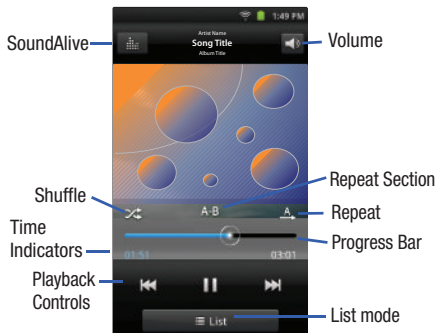 1:49 PM
SoundAlive
Artist Name
Song Title
Album Title
Volume
Shuffle
A-B
Repeat Section
A
Repeat
Time
Indicators
01:51
03:01
Progress Bar
Playback
Controls
List
List mode